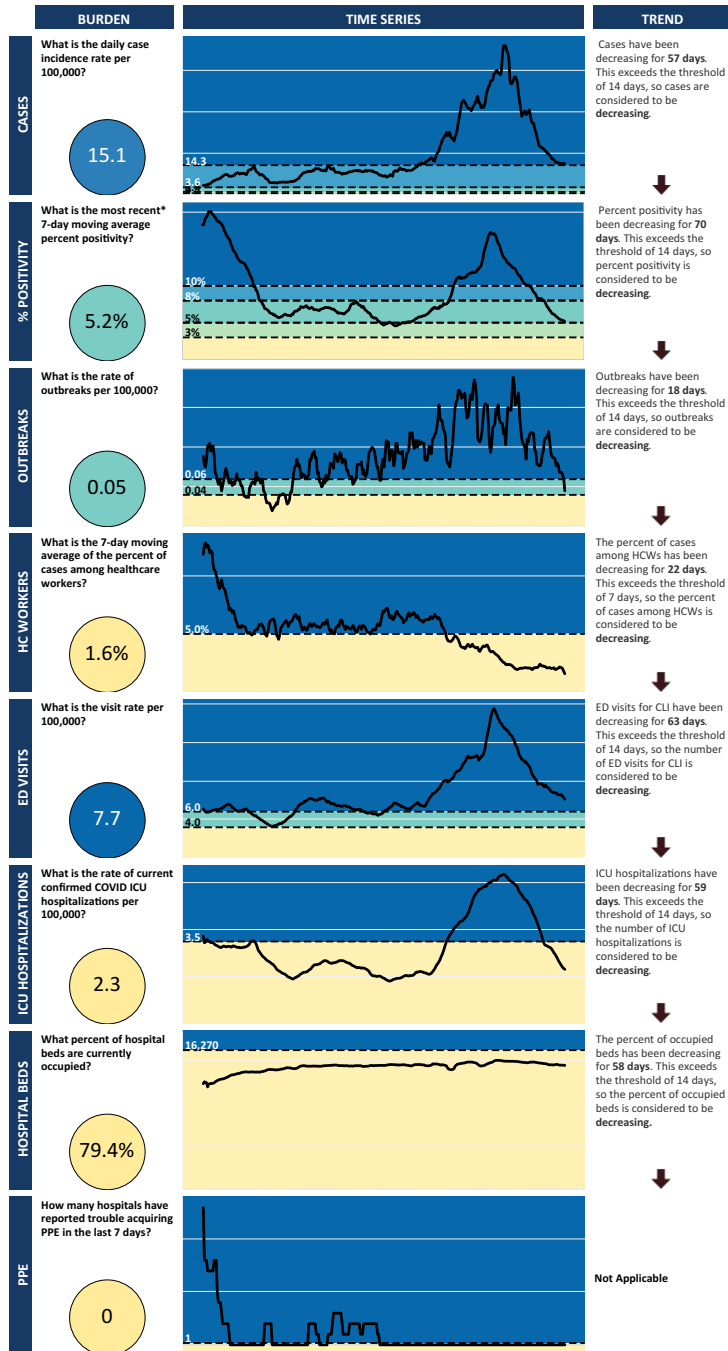 BURDEN
TIME SERIES
TREND
CASES
What is the daily case
incidence rate per
100,000?
15.1
14.3
3.6
Cases have been
decreasing for 57 days.
This exceeds the threshold
of 14 days, so cases are
considered to be
decreasing.
% POSITIVITY
What is the most recent*
7-day moving average
percent positivity?
5.2%
10%
8%
5%
3%
Percent positivity has
been decreasing for 70
days. This exceeds the
threshold of 14 days, so
percent positivity is
considered to be
decreasing.
OUTBREAKS
What is the rate of
outbreaks per 100,000?
0.05
0.06
0.04
Outbreaks have been
decreasing for 18 days.
This exceeds the threshold
of 14 days, so outbreaks
are considered to be
decreasing.
HC WORKERS
What is the 7-day moving
average of the percent of
cases among healthcare
workers?
1.6%
5.0%
The percent of cases
among HCWs has been
decreasing for 22 days.
This exceeds the threshold
of 7 days, so the percent
of cases among HCWs is
considered to be
decreasing.
ED VISITS
What is the visit rate per
100,000?
7.7
6.0
4.0
ED visits for CLI have been
decreasing for 63 days.
This exceeds the threshold
of 14 days, so the number
of ED visits for CLI is
considered to be
decreasing.
ICU HOSPITALIZATIONS
What is the rate of current
confirmed COVID ICU
hospitalizations per
100,000?
2.3
3.5
ICU hospitalizations have
been decreasing for 59
days. This exceeds the
threshold of 14 days, so
the number of ICU
hospitalizations is
considered to be
decreasing.
HOSPITAL BEDS
What percent of hospital
beds are currently
occupied?
79.4%
16,270
The percent of occupied
beds has been decreasing
for 58 days. This exceeds
the threshold of 14 days,
so the percent of occupied
beds is considered to be
decreasing.
PPE
How many hospitals have
reported trouble acquiring
PPE in the last 7 days?
0
1
Not Applicable